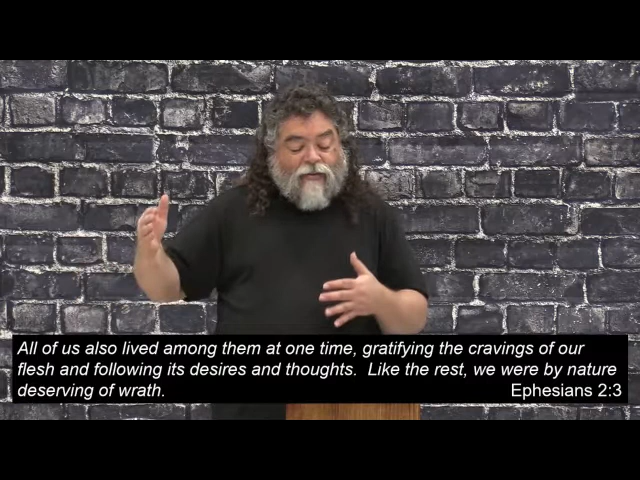 All of us also lived among them at one time, gratifying the cravings of our
flesh and following its desires and thoughts.  Like the rest, we were by nature
deserving of wrath. Ephesians 2:3